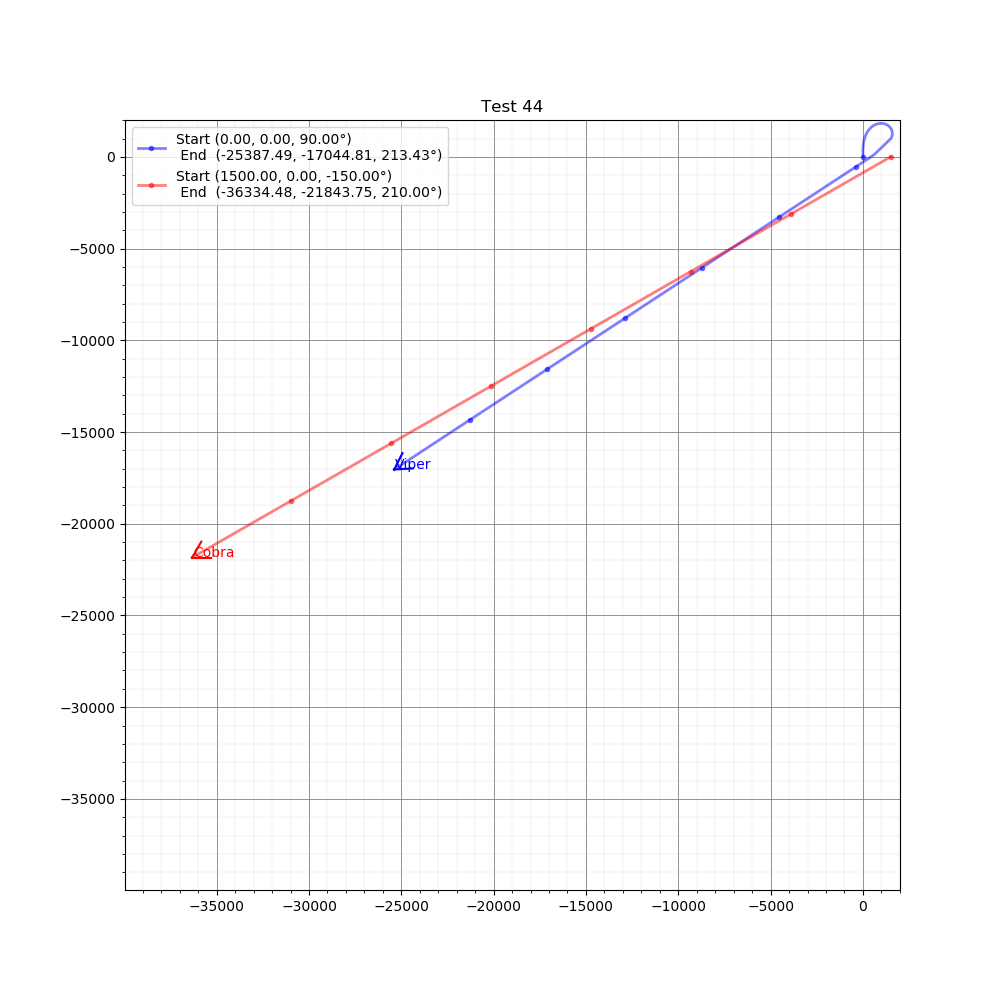 Test 44
Start (0.00, 0.00, 90.00°)
End (-25387.49, -17044.81, 213.43°)
Start (1500.00, 0.00, -150.00°)
End (-36334.48, -21843.75, 210.00°)
0
−5000
−10000
−15000
−20000
−25000
−30000
−35000
Viper
Cobra
−35000 −30000 −25000 −20000 −15000 −10000 −5000 0